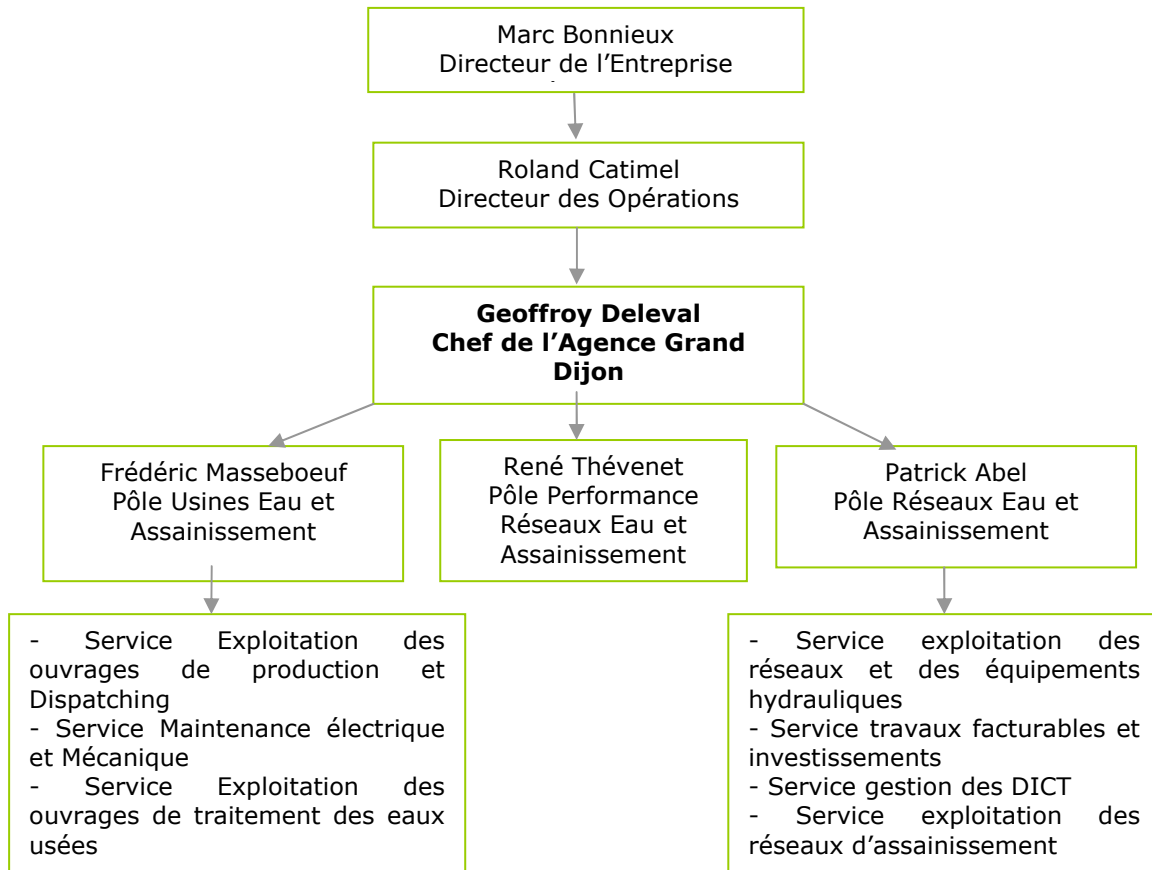 Marc Bonnieux
Directeur de l’Entreprise
Roland Catimel
Directeur des Opérations
Geoffroy Deleval
Chef de l’Agence Grand
Dijon
Frédéric Masseboeuf
Pôle Usines Eau et
Assainissement
René Thévenet
Pôle Performance
Réseaux Eau et
Assainissement
Patrick Abel
Pôle Réseaux Eau et
Assainissement
- Service Exploitation des
ouvrages de production et
Dispatching
- Service Maintenance électrique
et Mécanique
- Service Exploitation des
ouvrages de traitement des eaux
usées
- Service exploitation des
réseaux et des équipements
hydrauliques
- Service travaux facturables et
investissements
- Service gestion des DICT
- Service exploitation des
réseaux d’assainissement